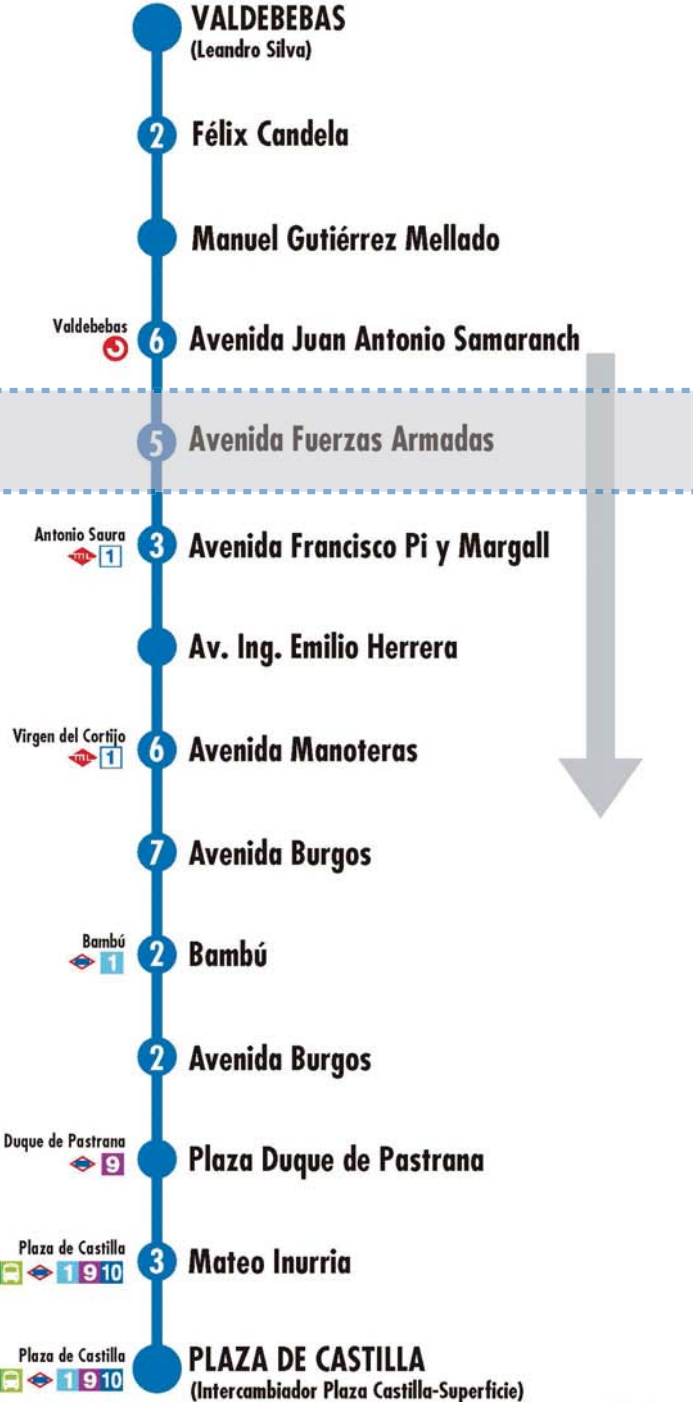 VALDEBEBAS
(Leandro Silva)
2 Félix Candela
Manuel Gutiérrez Mellado
Valdebebas 6 Avenida Juan Antonio Samaranch
5 Avenida Fuerzas Armadas
Antonio Saura 3 Avenida Francisco Pi y Margall
ML 1
Av. Ing. Emilio Herrera
Virgen del Cortijo 6 Avenida Manoteras
ML 1
7 Avenida Burgos
Bambú 2 Bambú
1
2 Avenida Burgos
Duque de Pastrana Plaza Duque de Pastrana
9
Plaza de Castilla 3 Mateo Inurria
1 9 10
Plaza de Castilla PLAZA DE CASTILLA
1 9 10 (Intercambiador Plaza Castilla-Superficie)